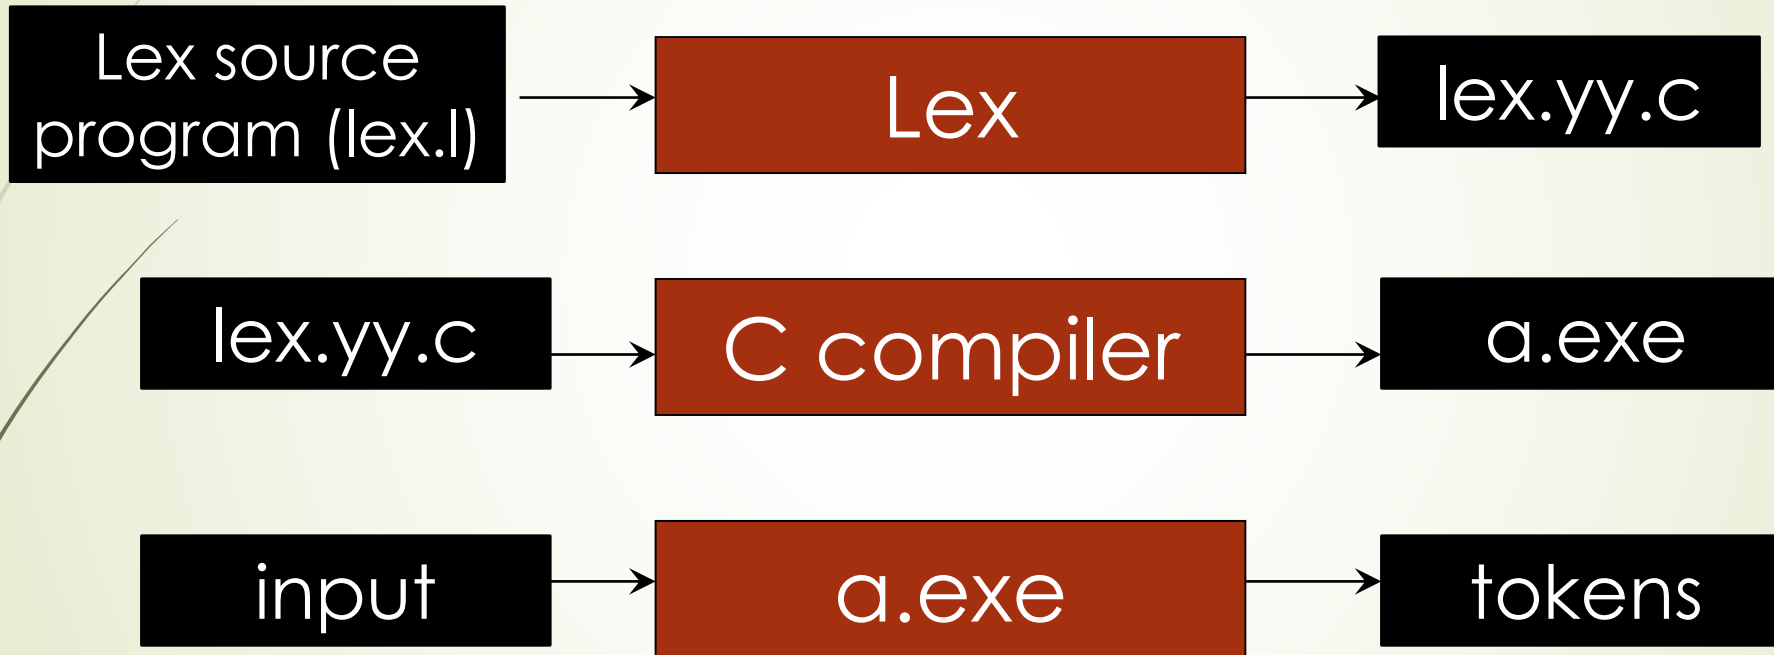 Lex source
program (lex.l)
Lex
lex.yy.c
lex.yy.c
C compiler
a.exe
input
a.exe
tokens